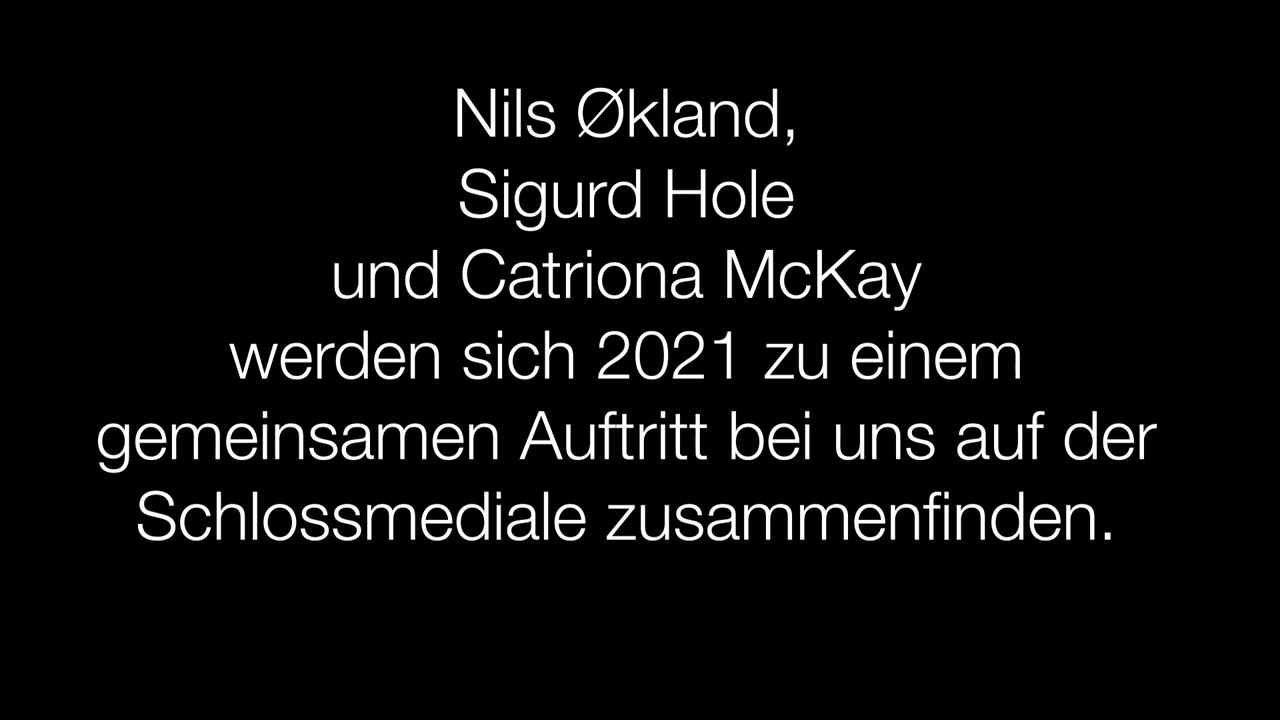 Nils Økland,
Sigurd Hole
und Catriona McKay
werden sich 2021 zu einem
gemeinsamen Auftritt bei uns auf der
Schlossmediale zusammenfinden.